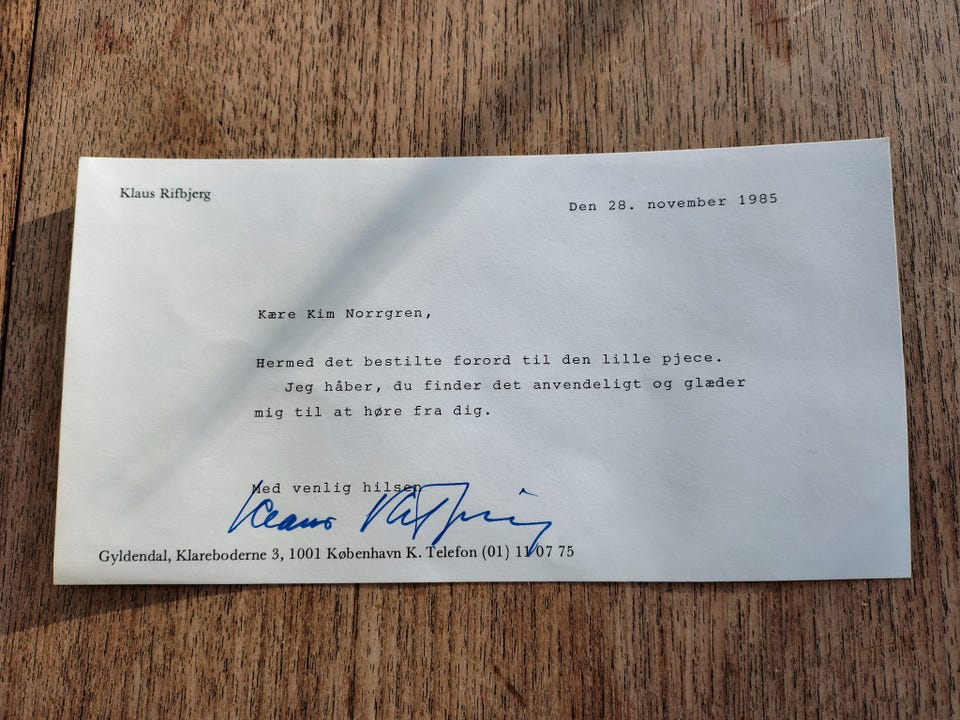 Klaus Rifbjerg
Den 28. november 1985
Kære Kim Norrgren,
Hermed det bestilte forord til den lille pjece.
Jeg håber, du finder det anvendeligt og glæder
mig til at høre fra dig.
Med venlig hilsen
Klaus Rifbjerg
Gyldendal, Klareboderne 3, 1001 København K. Telefon (01) 11 07 75